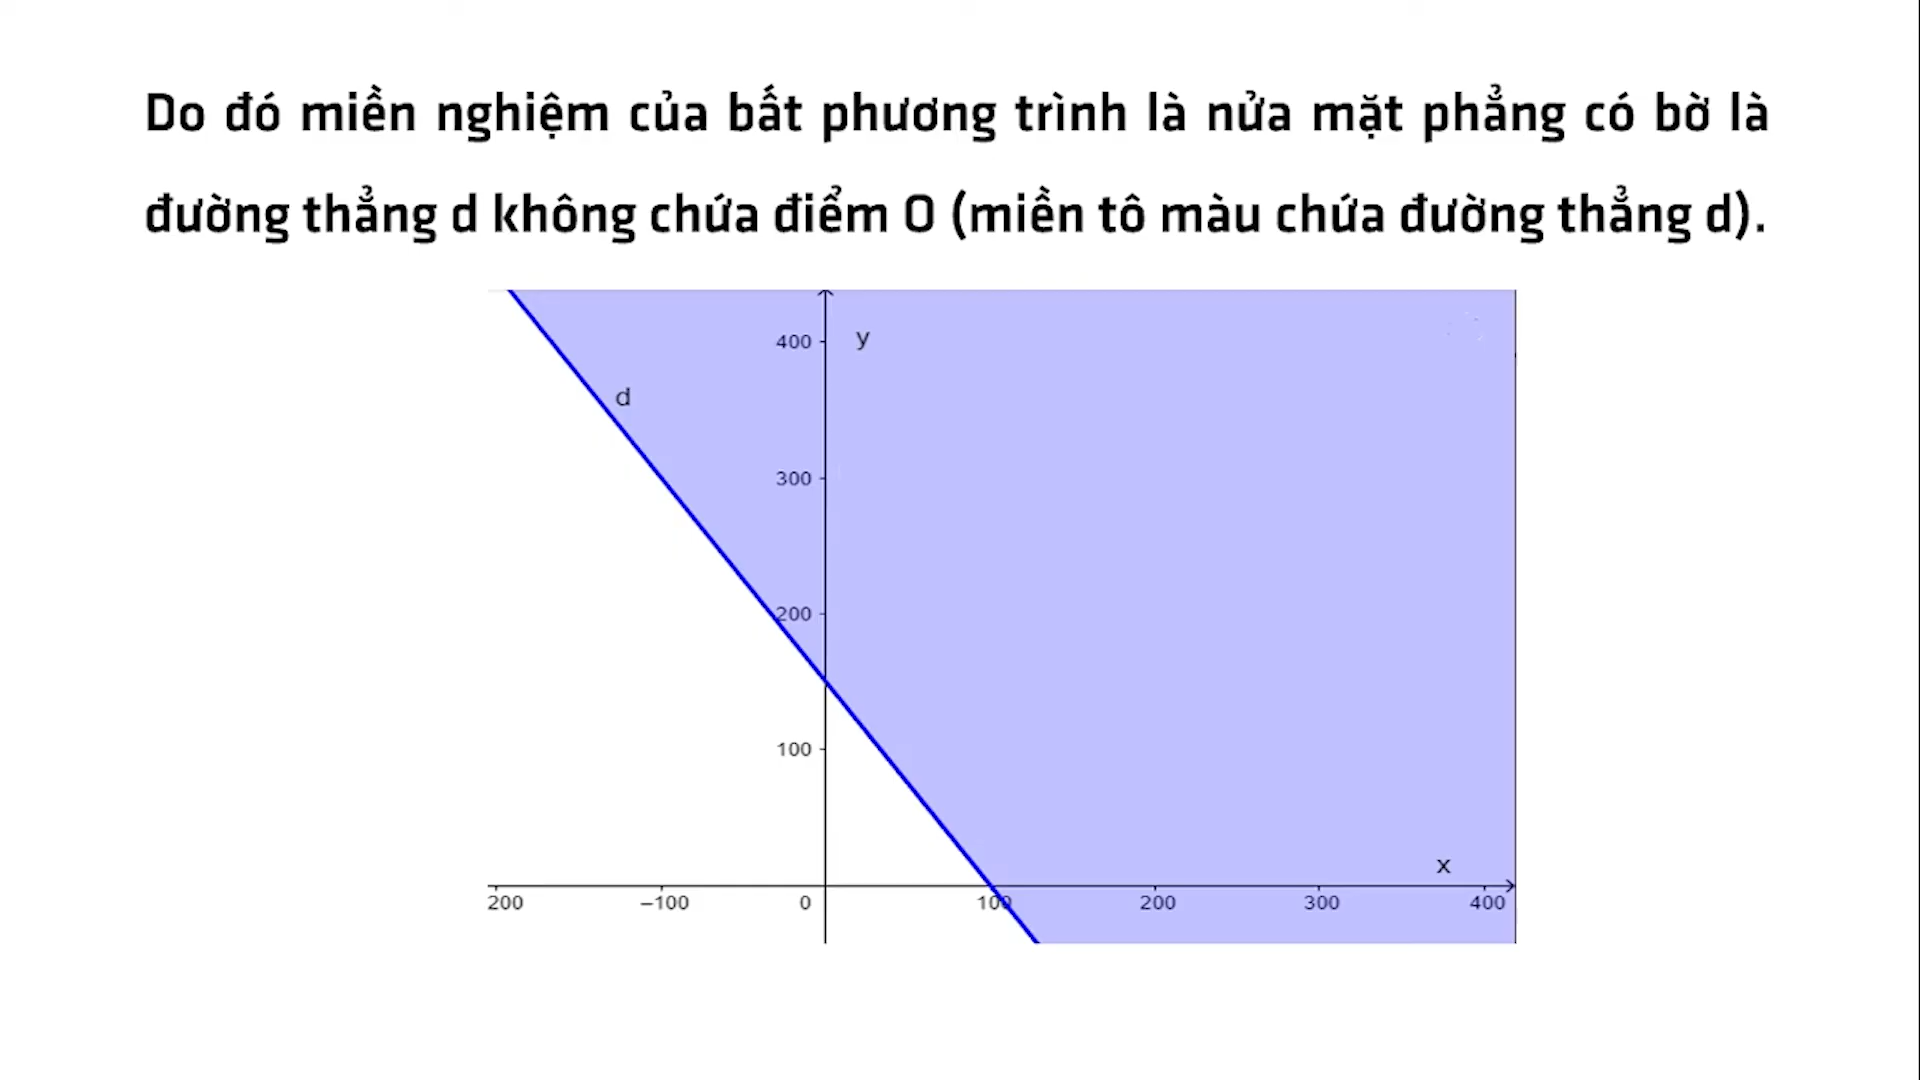 Do đó miền nghiệm của bất phương trình là nửa mặt phẳng có bờ là
đường thẳng d không chứa điểm O (miền tô màu chứa đường thẳng d).
400 y
d
300
200
100
x
200 –100 0 100 200 300 400